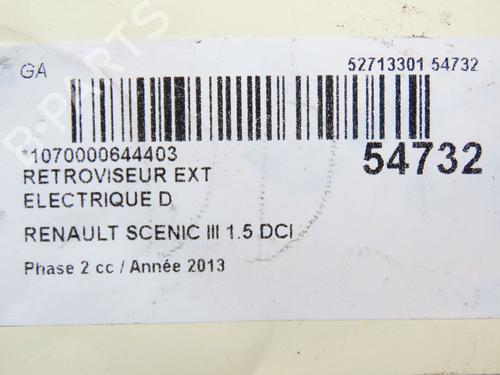 GA
52713301 54732
*1070000644403
54732
RETROVISEUR EXT
ELECTRIQUE D
RENAULT SCENIC III 1.5 DCI
Phase 2 cc / Année 2013
B-PARTS